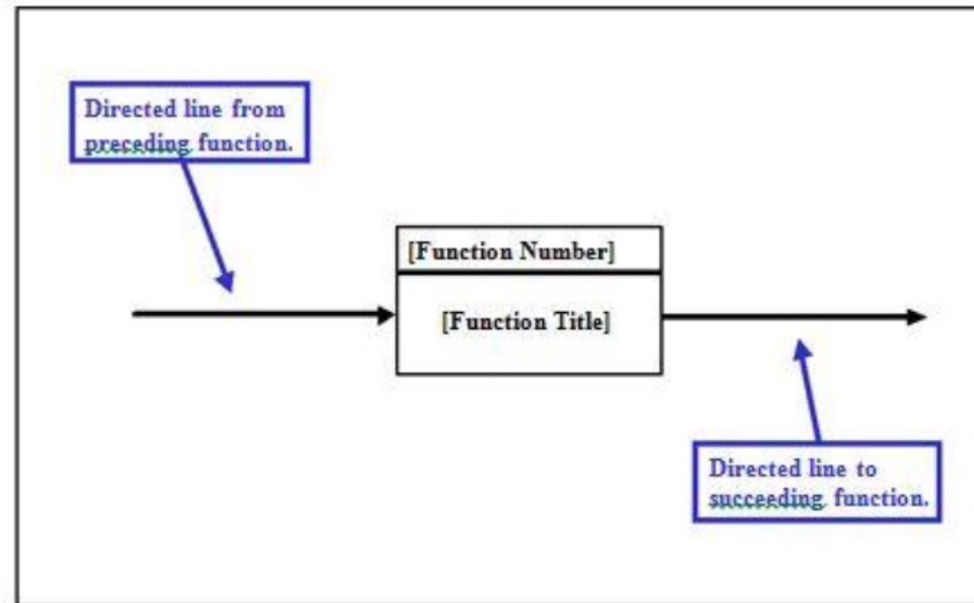 Directed line from
preceding function.
[Function Number]
[Function Title]
Directed line to
succeeding function.